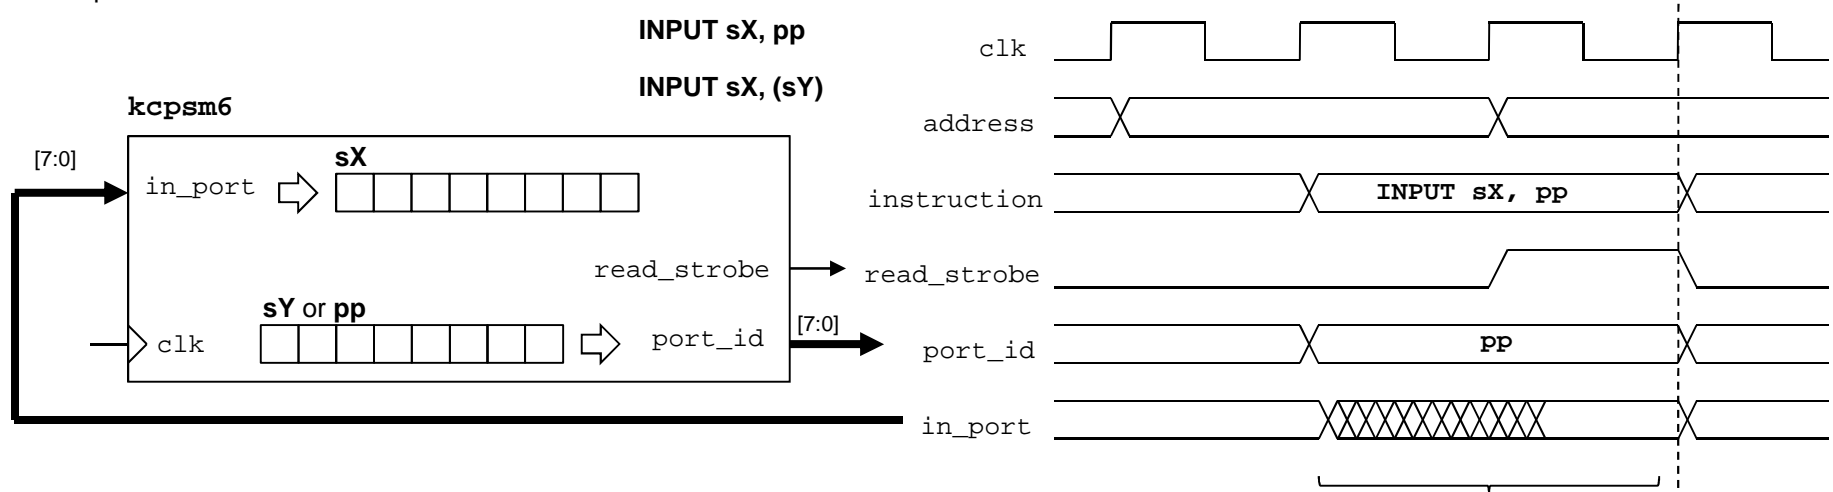 INPUT sX, pp
INPUT sX, (sY)
kcpsm6
[7:0]
in_port
sX
read_strobe
sY or pp
clk
port_id
[7:0]
clk
address
instruction
INPUT sX, pp
read_strobe
port_id
pp
in_port